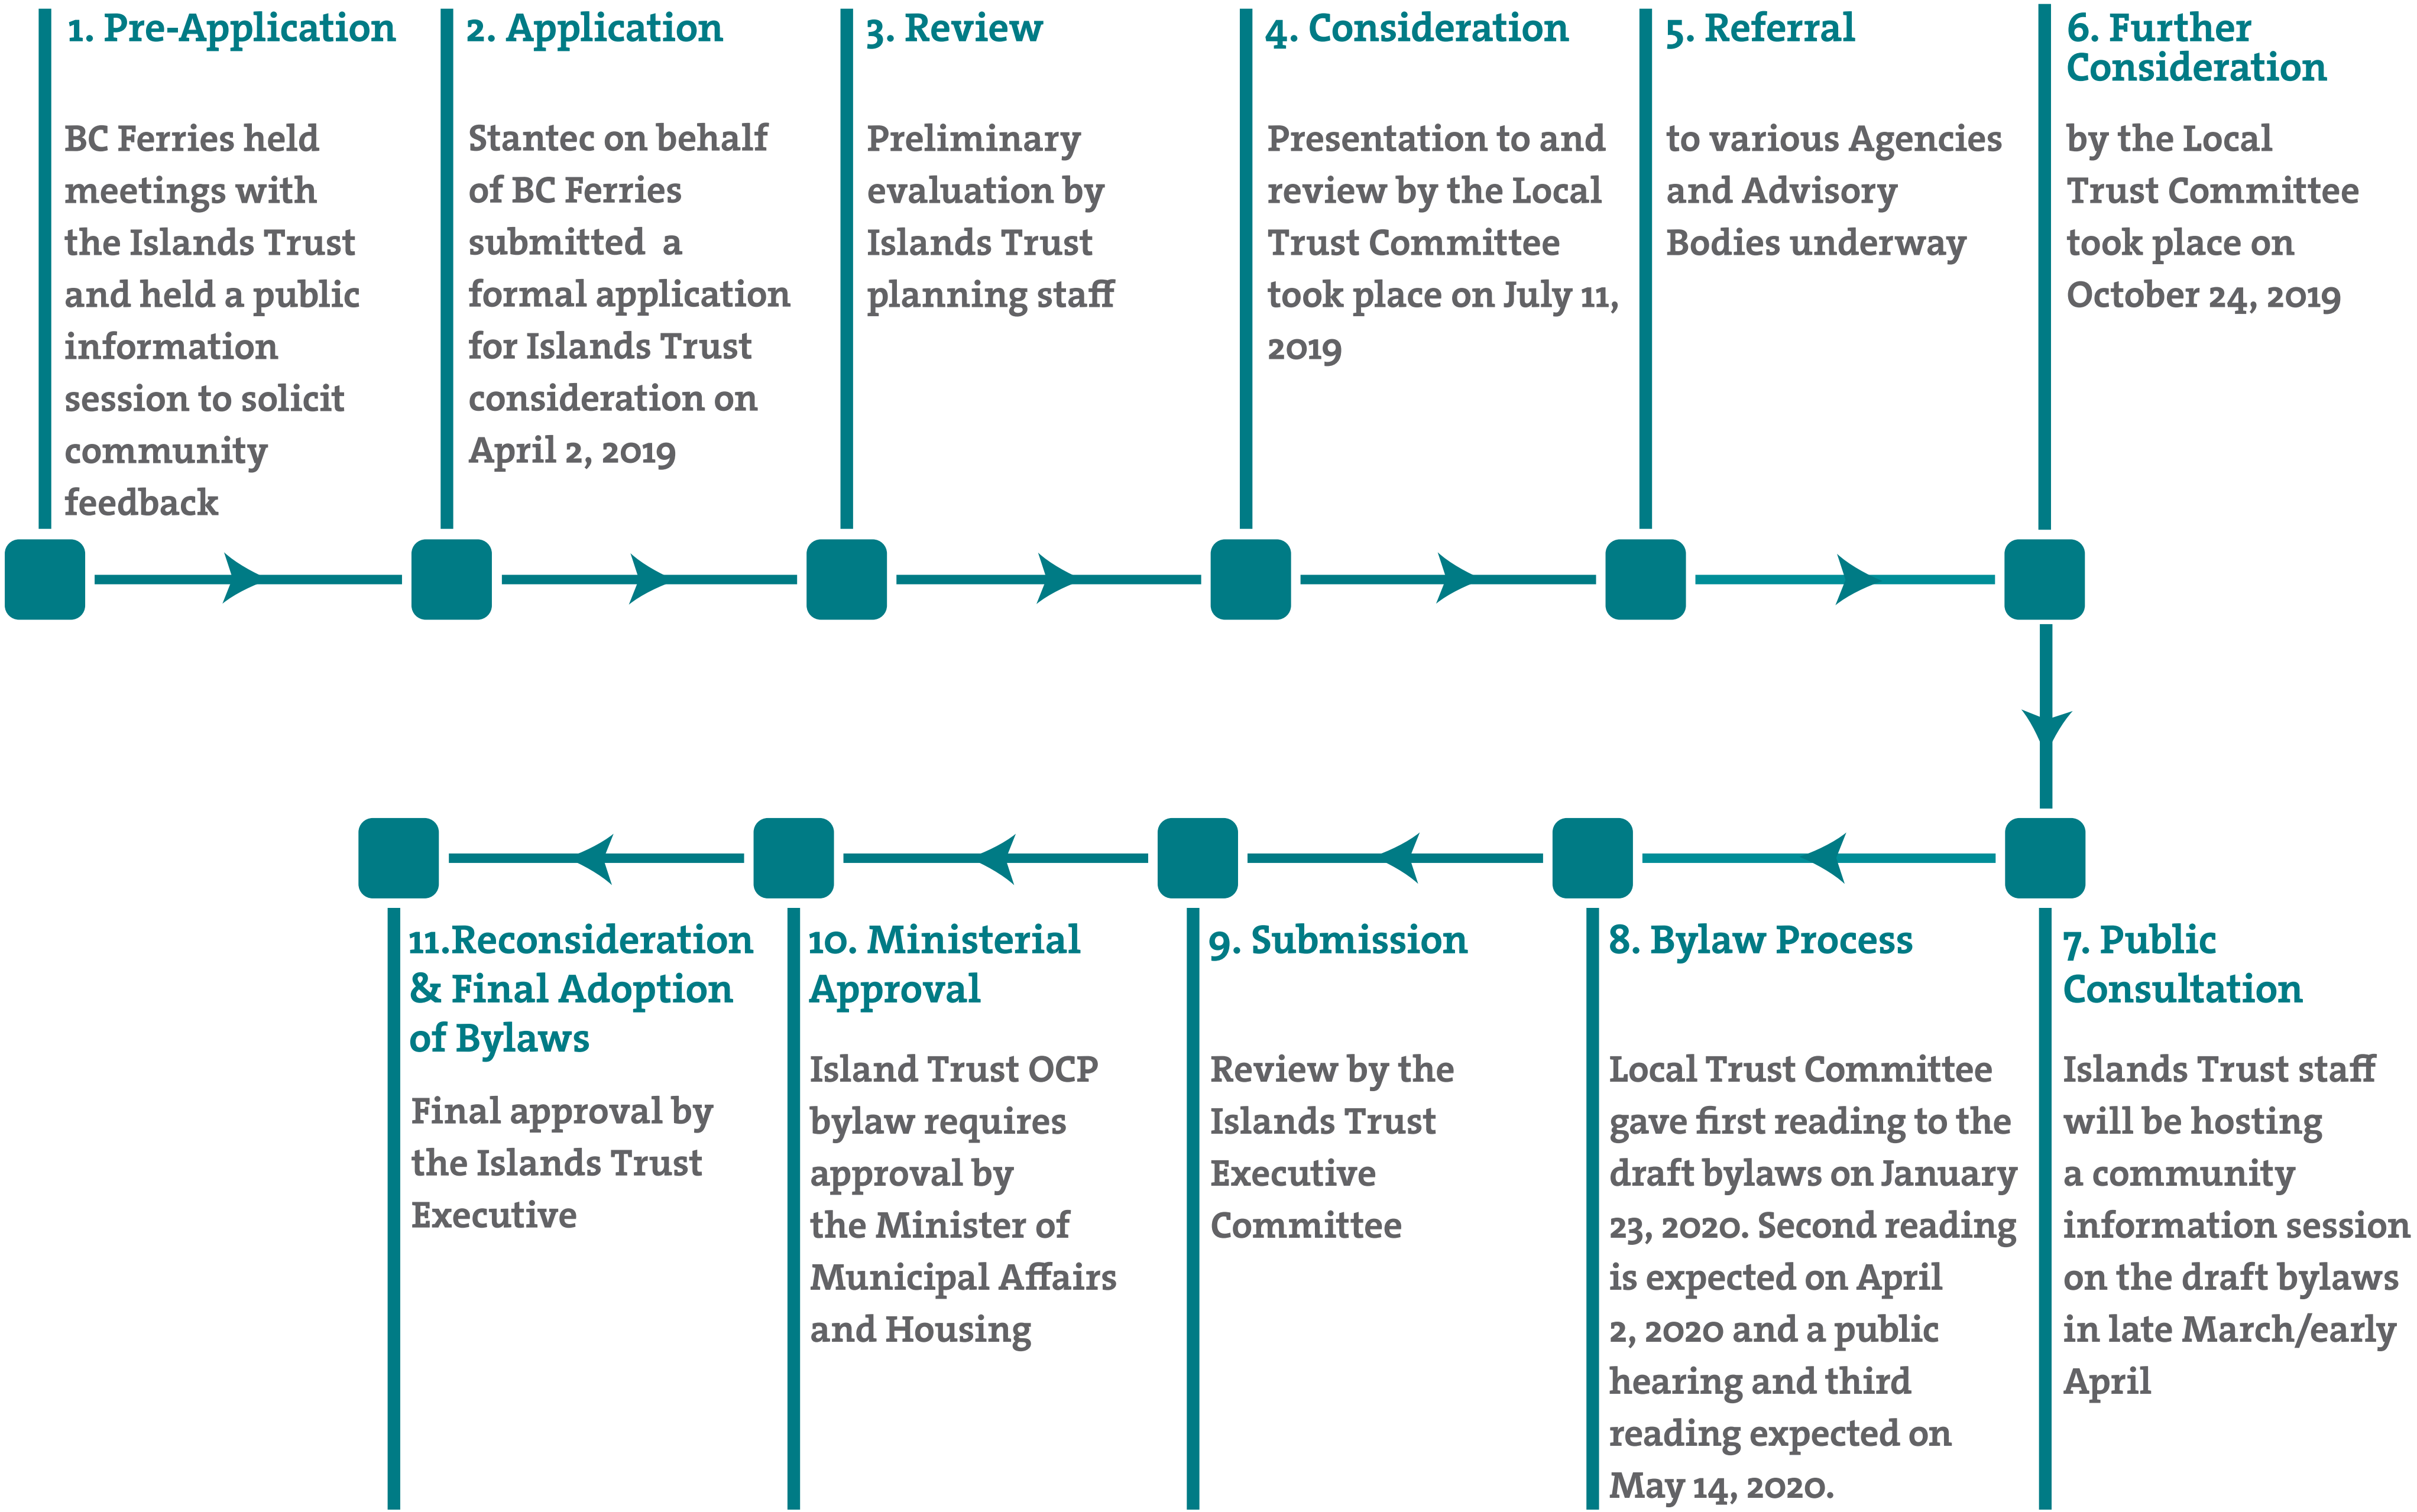 1. Pre-Application
BC Ferries held
meetings with
the Islands Trust
and held a public
information
session to solicit
community
feedback
2. Application
Stantec on behalf
of BC Ferries
submitted a
formal application
for Islands Trust
consideration on
April 2, 2019
3. Review
Preliminary
evaluation by
Islands Trust
planning staff
4. Consideration
Presentation to and
review by the Local
Trust Committee
took place on July 11,
2019
5. Referral
to various Agencies
and Advisory
Bodies underway
6. Further
Consideration
by the Local
Trust Committee
took place on
October 24, 2019
7. Public
Consultation
Islands Trust staff
will be hosting
a community
information session
on the draft bylaws
in late March/early
April
8. Bylaw Process
Local Trust Committee
gave first reading to the
draft bylaws on January
23, 2020. Second reading
is expected on April
2, 2020 and a public
hearing and third
reading expected on
May 14, 2020.
9. Submission
Review by the
Islands Trust
Executive
Committee
10. Ministerial
Approval
Island Trust OCP
bylaw requires
approval by
the Minister of
Municipal Affairs
and Housing
11.Reconsideration
& Final Adoption
of Bylaws
Final approval by
the Islands Trust
Executive